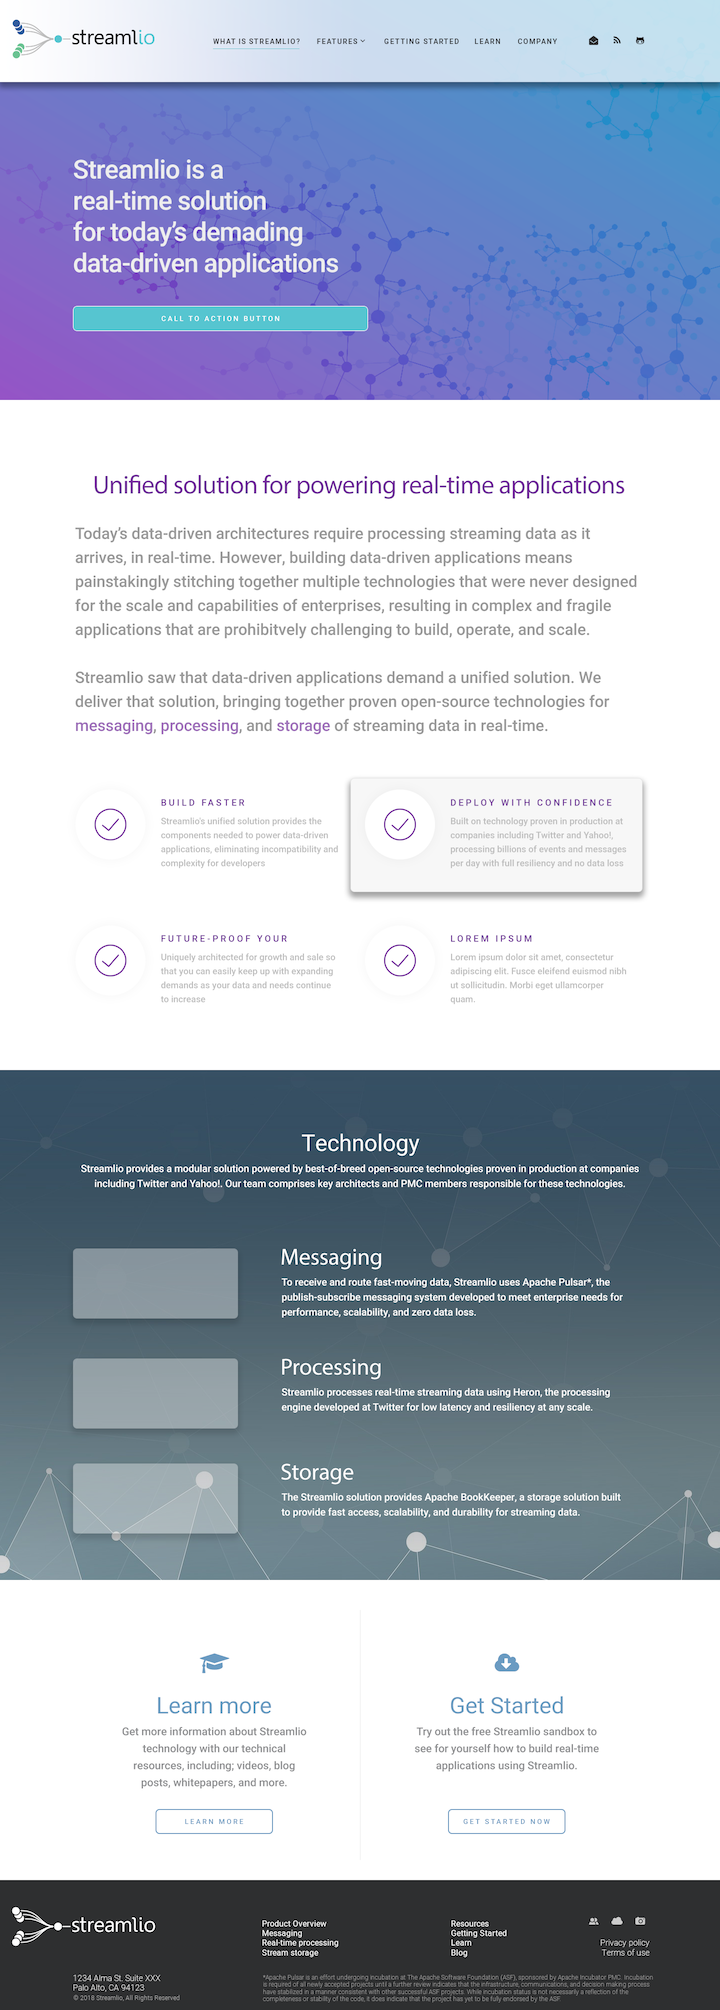 streamlio
WHAT IS STREAMLIO?
FEATURES
GETTING STARTED
LEARN
COMPANY
Streamlio is a
real-time solution
for today's demading
data-driven applications
CALL TO ACTION BUTTON
Unified solution for powering real-time applications
Today's data-driven architectures require processing streaming data as it
arrives, in real-time. However, building data-driven applications means
painstakingly stitching together multiple technologies that were never designed
for the scale and capabilities of enterprises, resulting in complex and fragile
applications that are prohibitvely challenging to build, operate, and scale.
Streamlio saw that data-driven applications demand a unified solution. We
deliver that solution, bringing together proven open-source technologies for
messaging, processing, and storage of streaming data in real-time.
BUILD FASTER
Streamlio's unified solution provides the
components needed to power data-driven
applications, eliminating incompatibility and
complexity for developers
DEPLOY WITH CONFIDENCE
Built on technology proven in production at
companies including Twitter and Yahoo!,
processing billions of events and messages
per day with full resiliency and no data loss
FUTURE-PROOF YOUR
Uniquely architected for growth and sale so
that you can easily keep up with expanding
demands as your data and needs continue
to increase
LOREM IPSUM
Lorem ipsum dolor sit amet, consectetur
adipiscing elit. Fusce eleifend euismod nibh
ut sollicitudin. Morbi eget ullamcorper
quam.
Technology
Streamlio provides a modular solution powered by best-of-breed open-source technologies proven in production at companies
including Twitter and Yahoo!. Our team comprises key architects and PMC members responsible for these technologies.
Messaging
To receive and route fast-moving data, Streamlio uses Apache Pulsar*, the
publish-subscribe messaging system developed to meet enterprise needs for
performance, scalability, and zero data loss.
Processing
Streamlio processes real-time streaming data using Heron, the processing
engine developed at Twitter for low latency and resiliency at any scale.
Storage
The Streamlio solution provides Apache BookKeeper, a storage solution built
to provide fast access, scalability, and durability for streaming data.
Learn more
Get more information about Streamlio
technology with our technical
resources, including; videos, blog
posts, whitepapers, and more.
LEARN MORE
Get Started
Try out the free Streamlio sandbox to
see for yourself how to build real-time
applications using Streamlio.
GET STARTED NOW
streamlio
1234 Alma St. Suite XXX
Palo Alto, CA 94123
© 2018 Streamlio, All Rights Reserved
Product Overview
Messaging
Real-time processing
Stream storage
Resources
Getting Started
Learn
Blog
Privacy policy
Terms of use
*Apache Pulsar is an effort undergoing incubation at The Apache Software Foundation (ASF), sponsored by Apache Incubator PMC. Incubation
is required of all newly accepted projects until a further review indicates that the infrastructure, communications, and decision making process
have stabilized in a manner consistent with other successful ASF projects. While incubation status is not necessarily a reflection of the
completeness or stability of the code, it does indicate that the project has yet to be fully endorsed by the ASF.